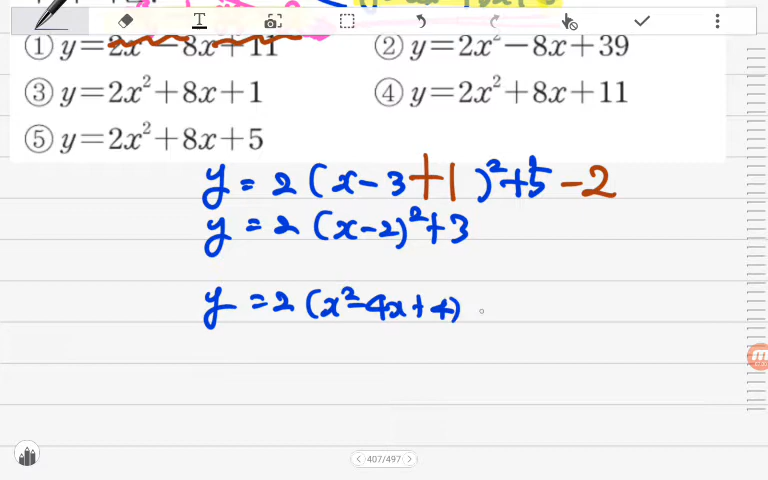 ① y=2x²−8x+11 ② y=2x²−8x+39
③ y=2x²+8x+1 ④ y=2x²+8x+11
⑤ y=2x²+8x+5
y = 2 (x-3+1)²+5-2
y = 2 (x-2)²+3
y = 2 (x²-4x+4)
407/497